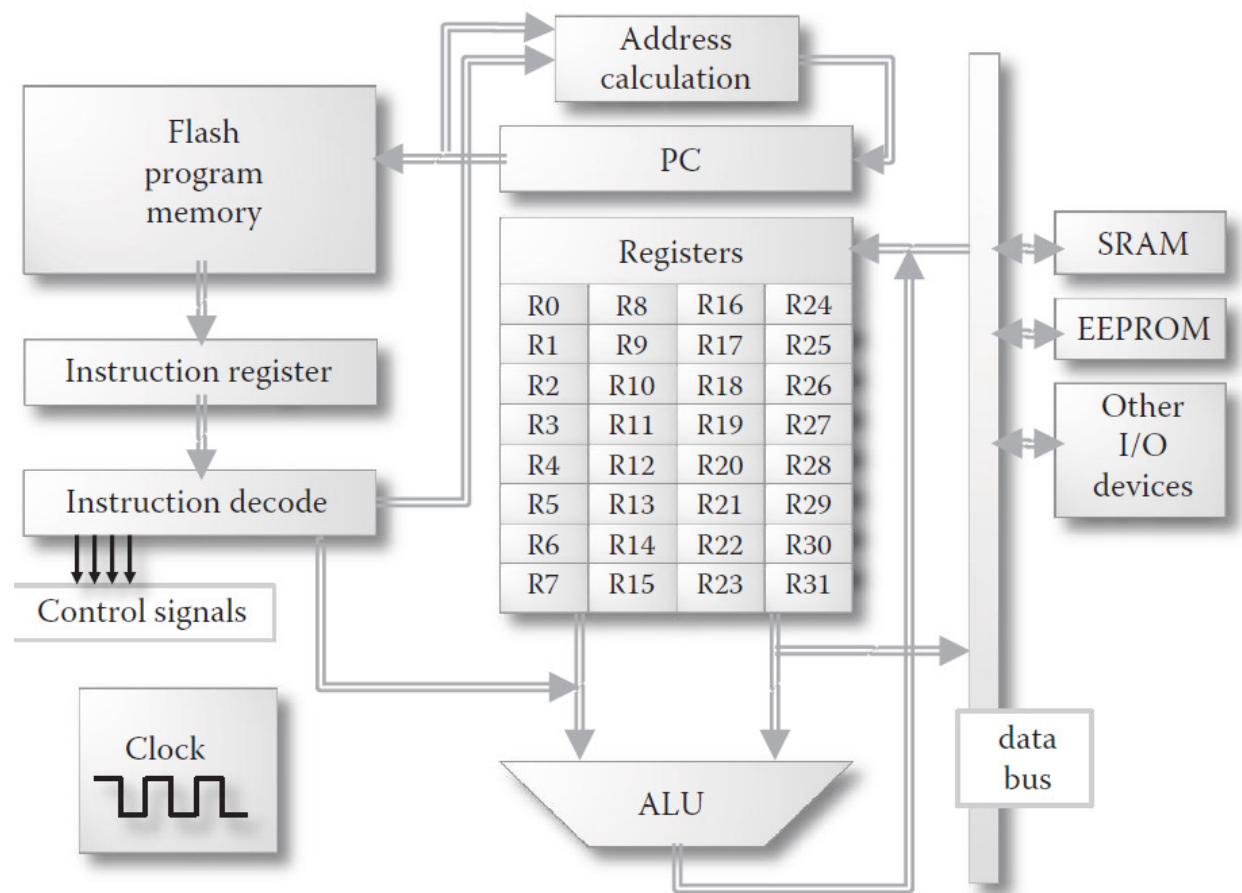 Address
calculation
Flash
program
memory
PC
Registers
SRAM
R0 R8 R16 R24
EEPROM
R1 R9 R17 R25
Instruction register
R2 R10 R18 R26
R3 R11 R19 R27
Other
I/O
devices
R4 R12 R20 R28
Instruction decode
R5 R13 R21 R29
R6 R14 R22 R30
R7 R15 R23 R31
Control signals
Clock
data
bus
ALU